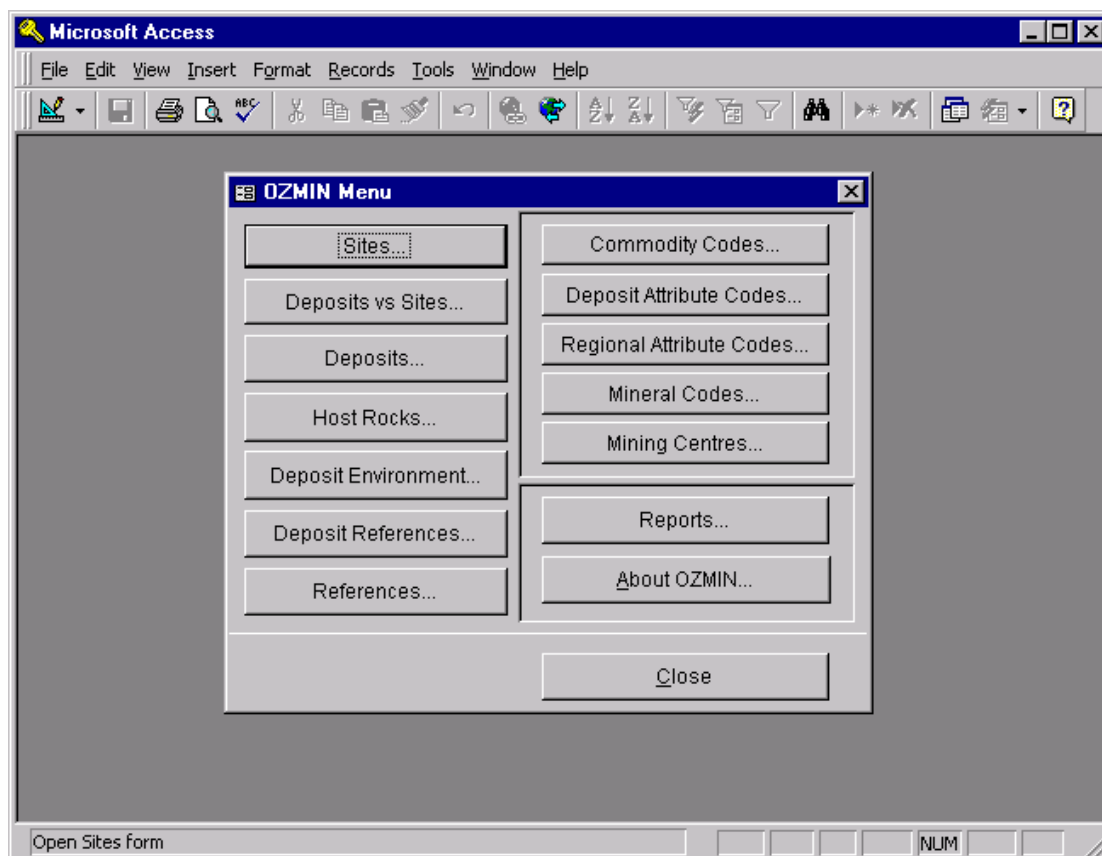 Microsoft Access
File Edit View Insert Format Records Tools Window Help
ABC
A Z Z A
OZMIN Menu
Sites...
Deposits vs Sites...
Deposits...
Host Rocks...
Deposit Environment...
Deposit References...
References...
Commodity Codes...
Deposit Attribute Codes...
Regional Attribute Codes...
Mineral Codes...
Mining Centres...
Reports...
About OZMIN...
Close
Open Sites form NUM